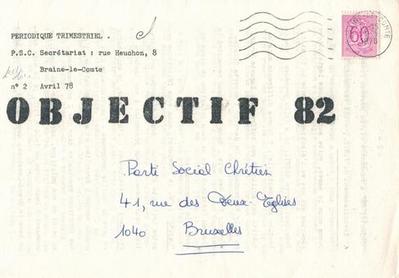 PERIODIQUE TRIMESTRIEL.
P.S.C. Secrétariat : rue Heuchon, 8
Braine-le-Comte
n° 2 Avril 78
60
OBJECTIF 82
Parti Social Chrétien
41, rue des Deux-Eglises
1040 Bruxelles